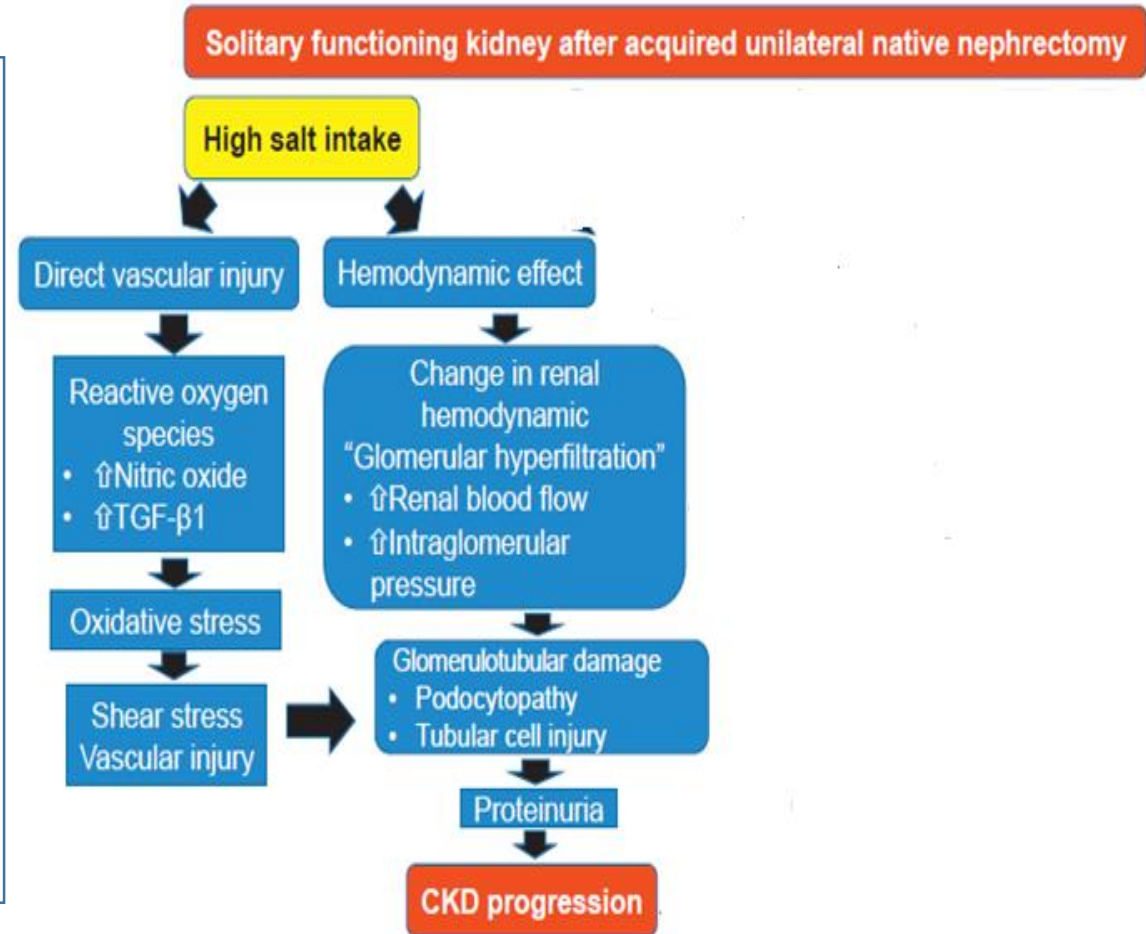 Solitary functioning kidney after acquired unilateral native nephrectomy
High salt intake
Direct vascular injury
Hemodynamic effect
Reactive oxygen
species
• ⇧Nitric oxide
• ⇧TGF-β1
Change in renal
hemodynamic
“Glomerular hyperfiltration”
• ⇧Renal blood flow
• ⇧Intraglomerular
pressure
Oxidative stress
Shear stress
Vascular injury
Glomerulotubular damage
• Podocytopathy
• Tubular cell injury
Proteinuria
CKD progression